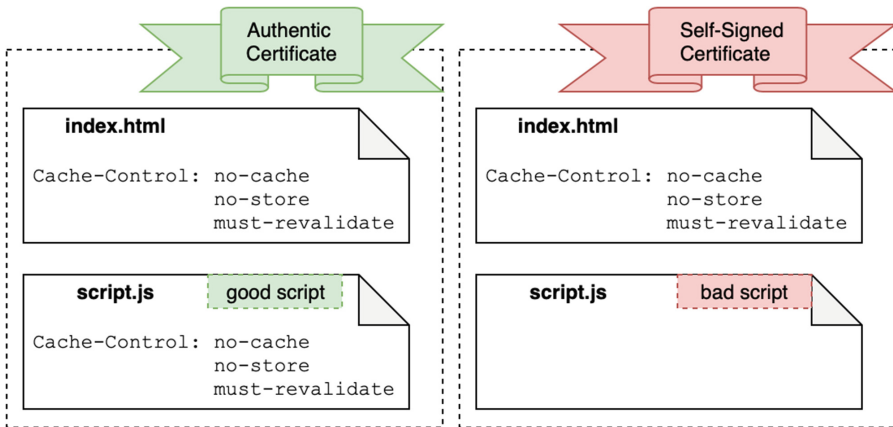 Authentic
Certificate
index.html
Cache-Control: no-cache
no-store
must-revalidate
script.js
good script
Cache-Control: no-cache
no-store
must-revalidate
Self-Signed
Certificate
index.html
Cache-Control: no-cache
no-store
must-revalidate
script.js
bad script